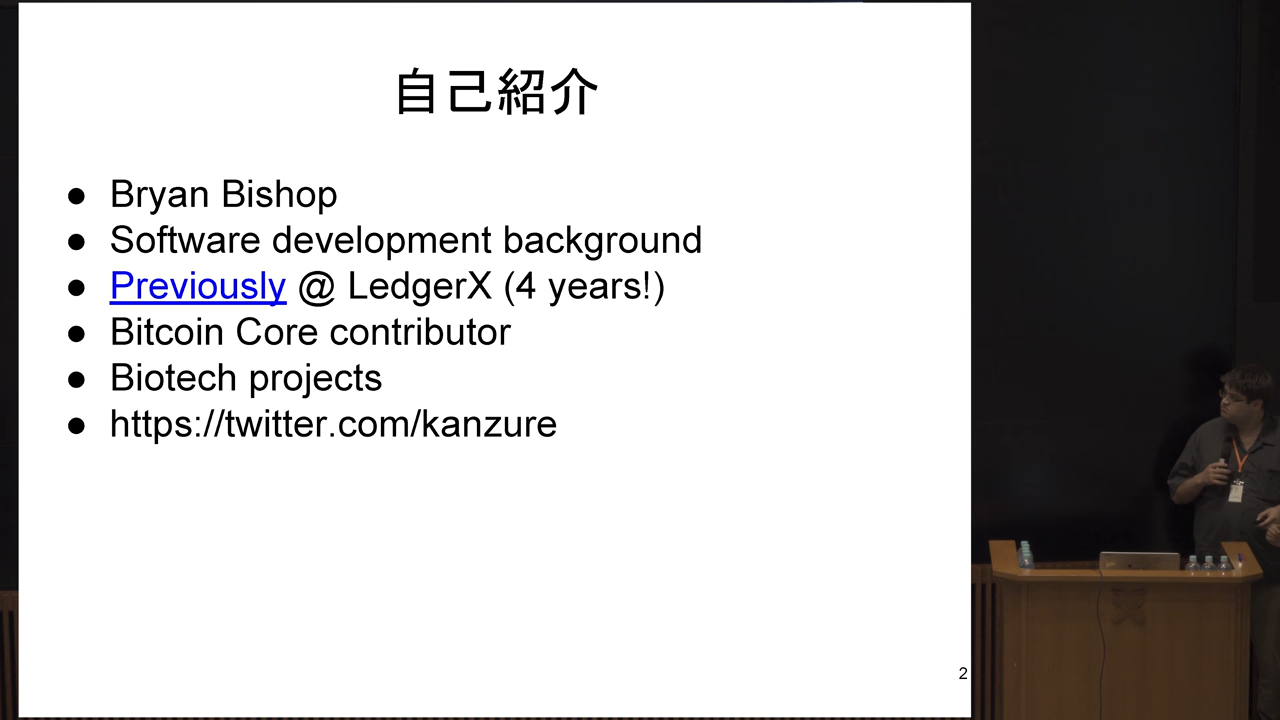 自己紹介
● Bryan Bishop
● Software development background
● Previously @ LedgerX (4 years!)
● Bitcoin Core contributor
● Biotech projects
● https://twitter.com/kanzure
2